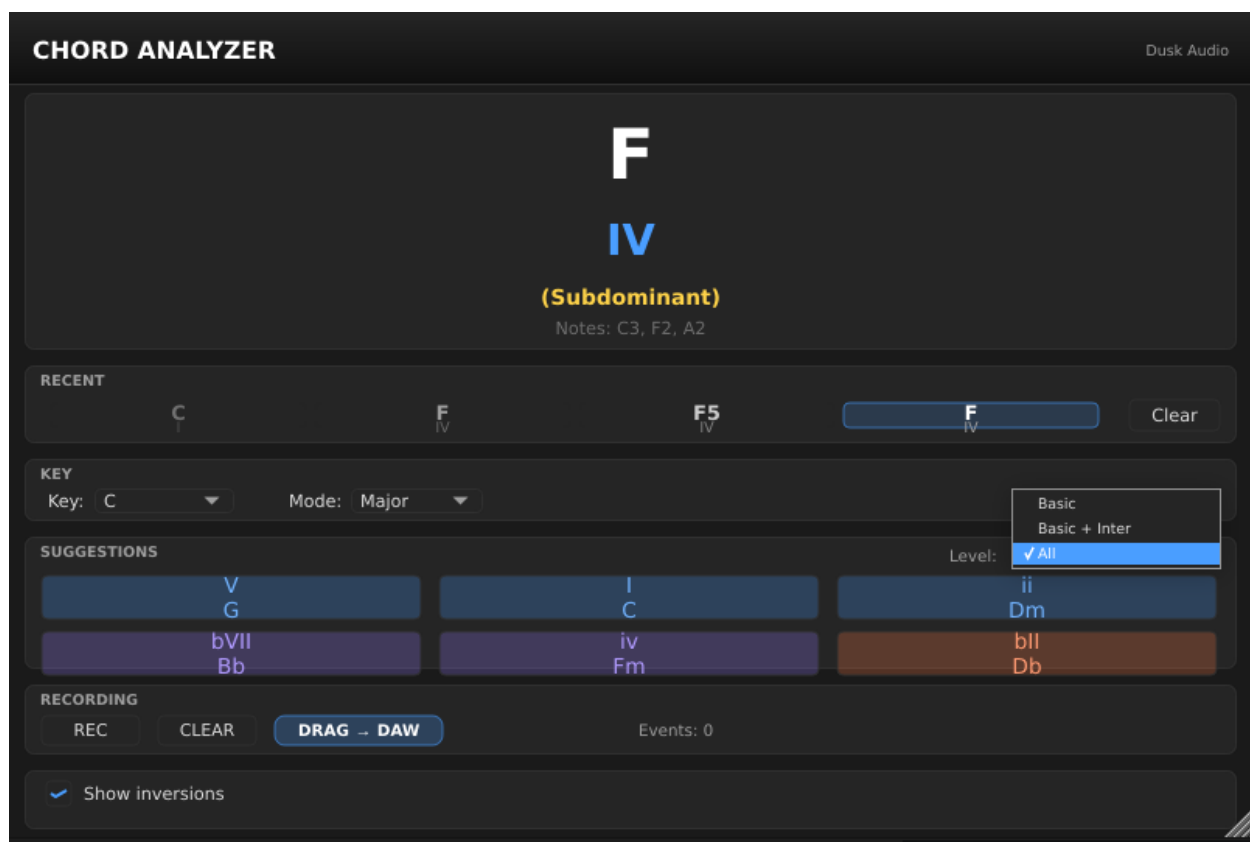 CHORD ANALYZER
Dusk Audio
F
IV
(Subdominant)
Notes: C3, F2, A2
RECENT
C
I
F
IV
F5
IV
F
IV
Clear
KEY
Key: C
Mode: Major
Basic
Basic + Inter
✓ All
SUGGESTIONS
Level:
V
G
I
C
ii
Dm
bVII
Bb
iv
Fm
bII
Db
RECORDING
REC
CLEAR
DRAG → DAW
Events: 0
Show inversions